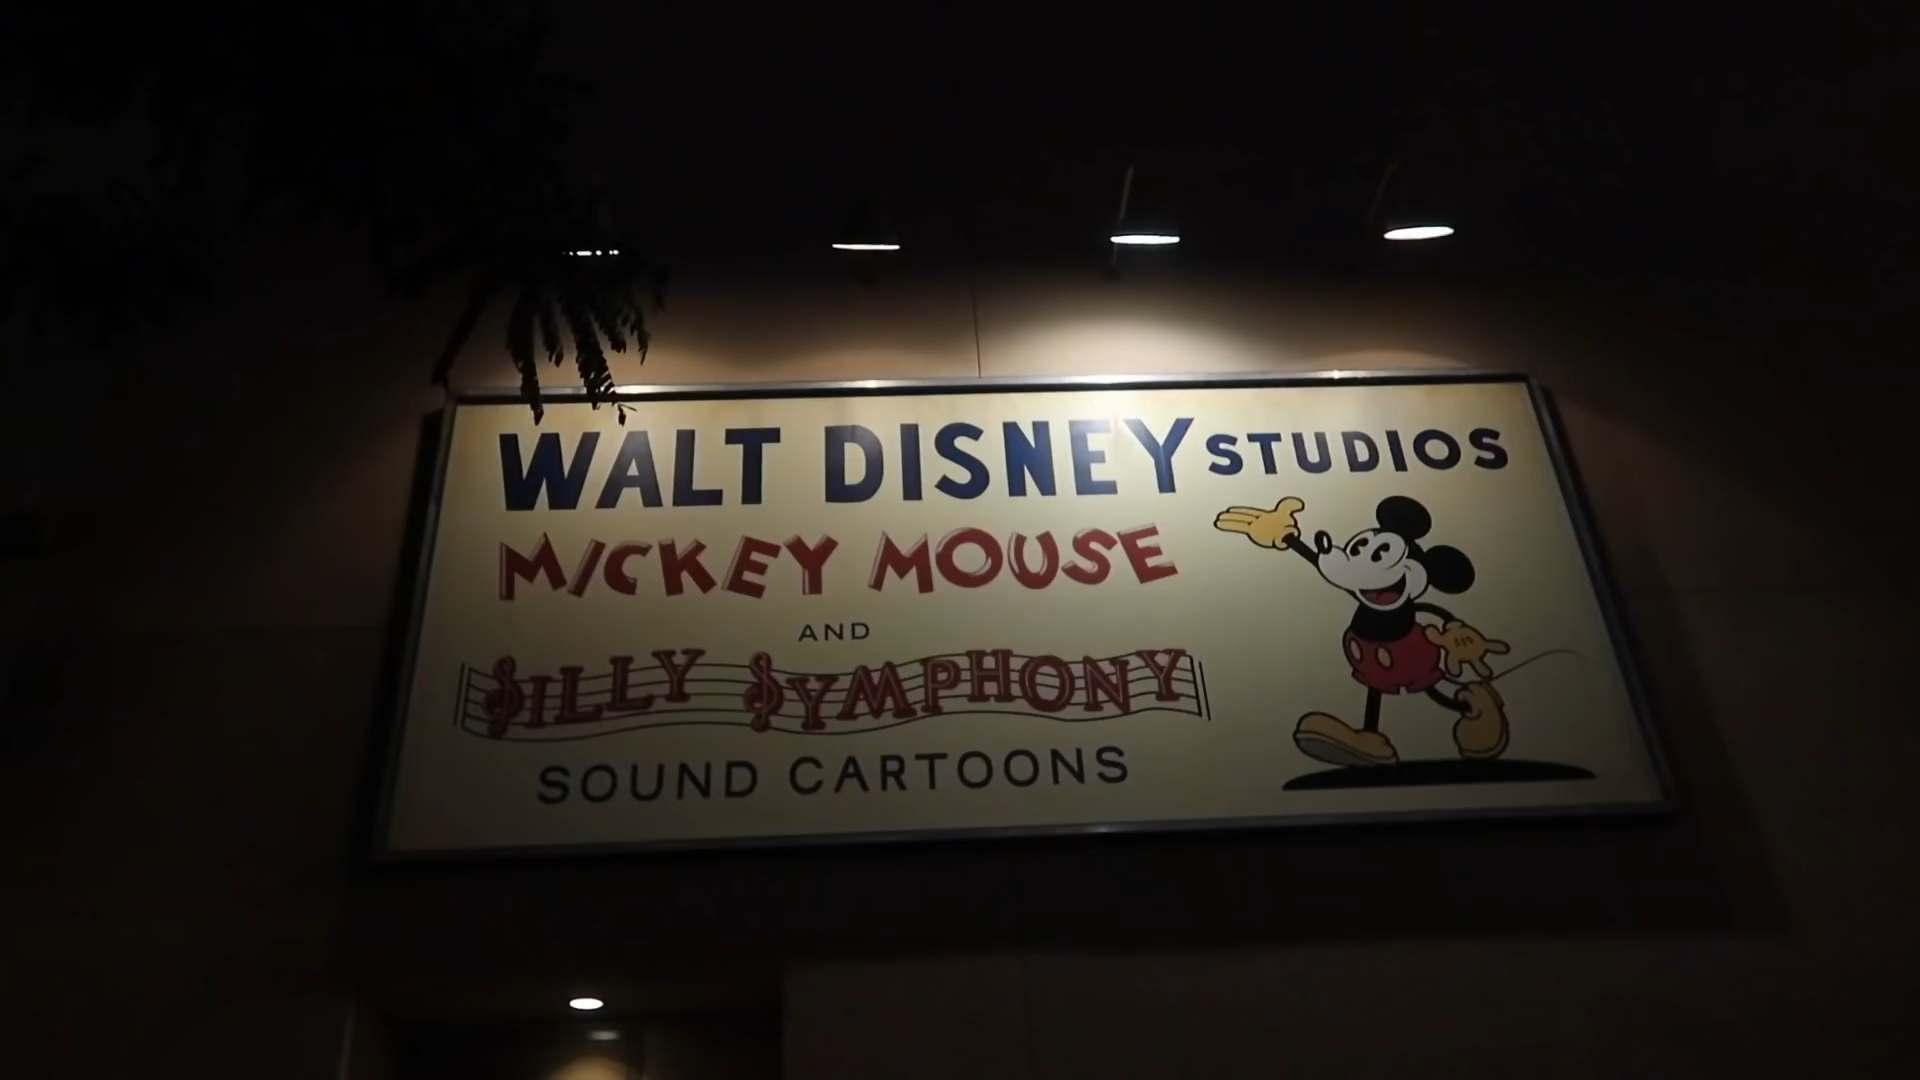 WALT DISNEY STUDIOS
MICKEY MOUSE
AND
SILLY SYMPHONY
SOUND CARTOONS